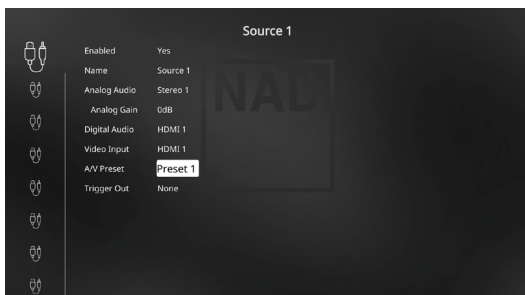 Source 1
Enabled Yes
Name Source 1
Analog Audio Stereo 1
Analog Gain 0dB
Digital Audio HDMI 1
Video Input HDMI 1
A/V Preset Preset 1
Trigger Out None
NAD